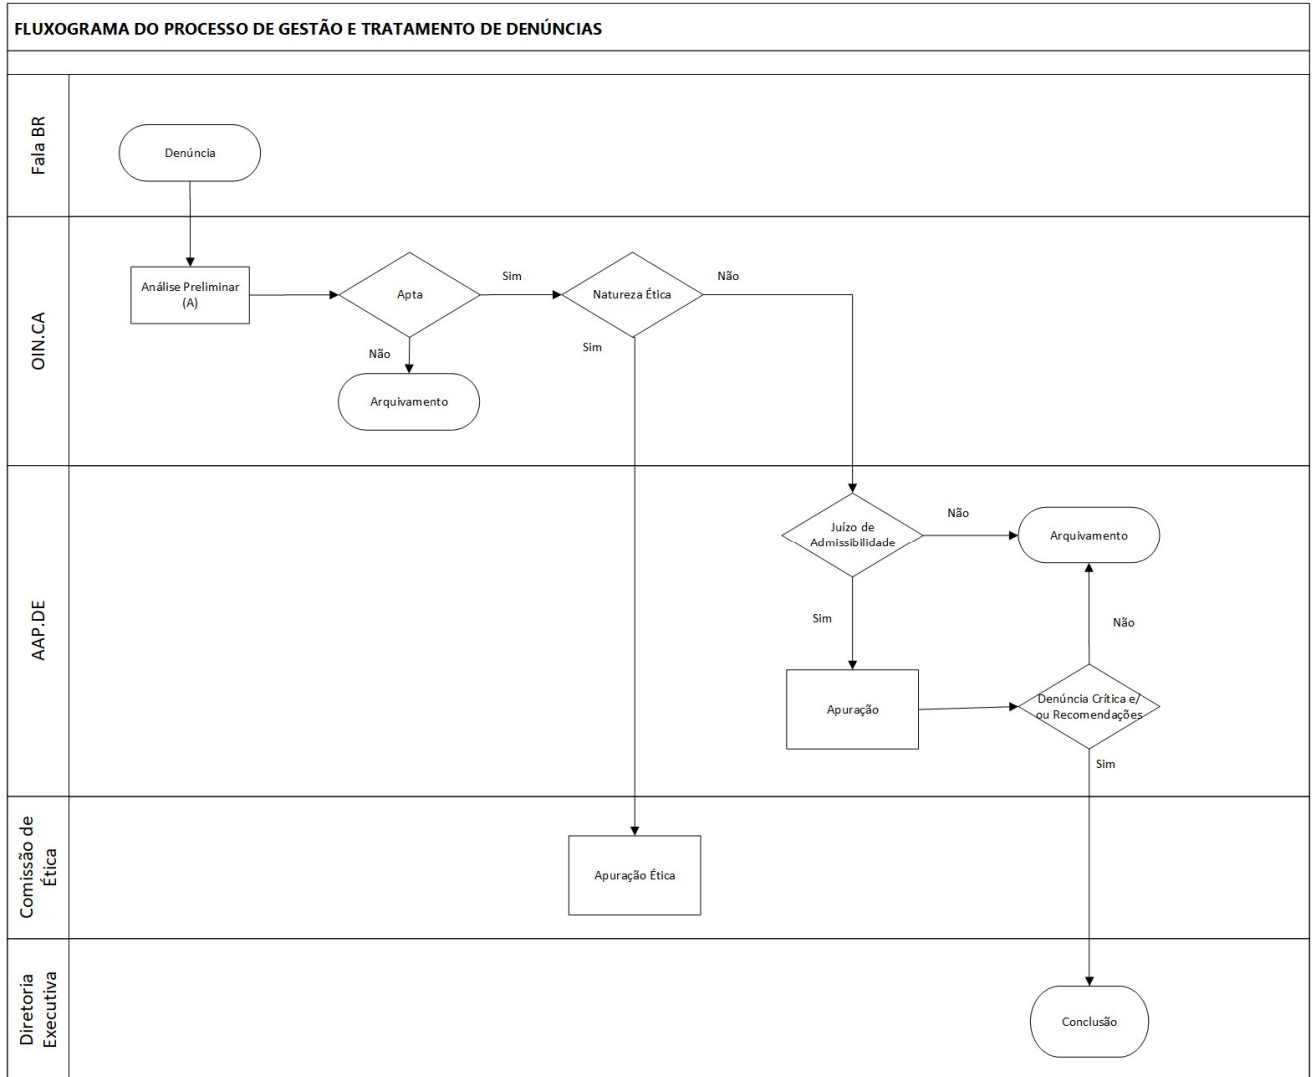 FLUXOGRAMA DO PROCESSO DE GESTÃO E TRATAMENTO DE DENÚNCIAS
Fala BR
Denúncia
OIN.CA
Análise Preliminar
(A)
Apta
Sim
Natureza Ética
Não
Não
Sim
Arquivamento
AAP.DE
Juízo de
Admissibilidade
Não
Arquivamento
Sim
Não
Apuração
Denúncia Crítica e/
ou Recomendações
Sim
Comissão de
Ética
Apuração Ética
Diretoria
Executiva
Conclusão